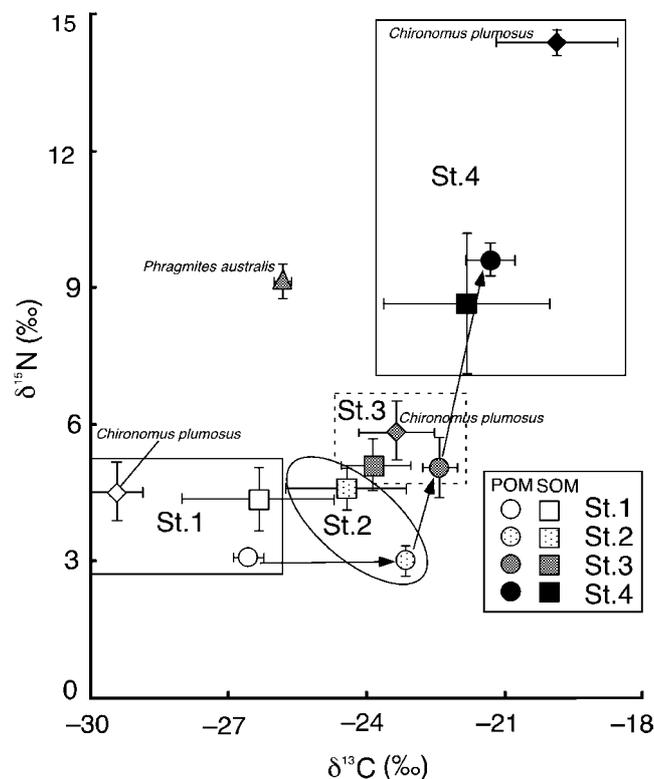 15
Chironomus plumosus
12
St.4
Phragmites australis
9
δ¹⁵N (‰)
6
St.3
Chironomus plumosus
Chironomus plumosus
St.1
St.2
POM SOM
St.1
St.2
St.3
St.4
3
0
−30 −27 −24 −21 −18
δ¹³C (‰)